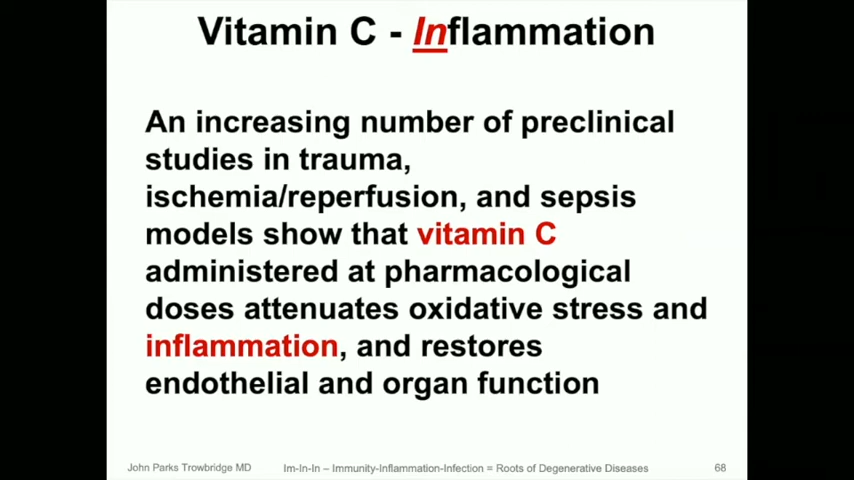 Vitamin C - Inflammation
An increasing number of preclinical
studies in trauma,
ischemia/reperfusion, and sepsis
models show that vitamin C
administered at pharmacological
doses attenuates oxidative stress and
inflammation, and restores
endothelial and organ function
John Parks Trowbridge MD Im-In-In – Immunity-Inflammation-Infection = Roots of Degenerative Diseases 68